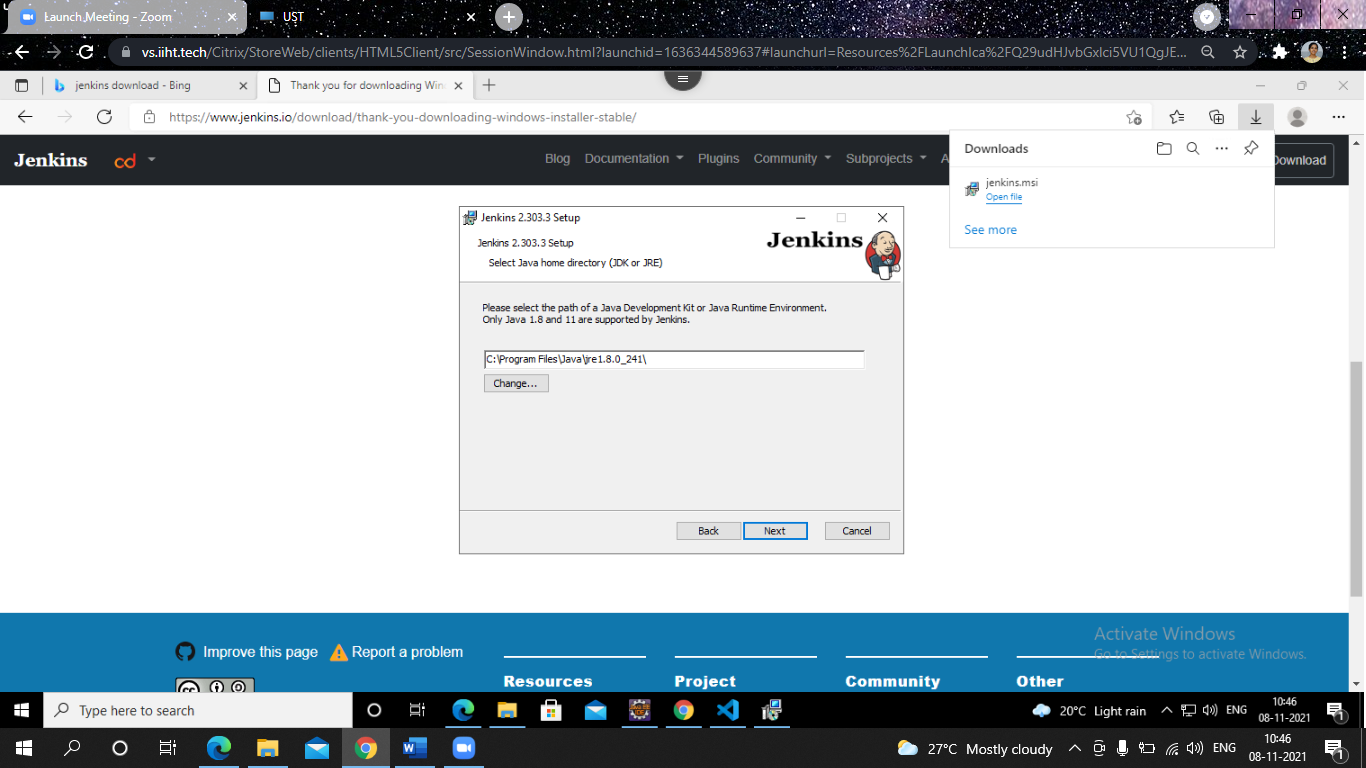 Launch Meeting - Zoom
UST
vs.iiht.tech/Citrix/StoreWeb/clients/HTML5Client/src/SessionWindow.html?launchid=1636344589637#launchurl=Resources%2FLaunchIca%2FQ29udHJvbGxlci5VU1QgJE...
jenkins download - Bing
Thank you for downloading Win
https://www.jenkins.io/download/thank-you-downloading-windows-installer-stable/
Jenkins
cd
Blog
Documentation
Plugins
Community
Subprojects
A
Download
Downloads
jenkins.msi
Open file
See more
Jenkins 2.303.3 Setup
Jenkins 2.303.3 Setup
Jenkins
Select Java home directory (JDK or JRE)
Please select the path of a Java Development Kit or Java Runtime Environment.
Only Java 1.8 and 11 are supported by Jenkins.
C:\Program Files\Java\jre1.8.0_241\
Change...
Back
Next
Cancel
Improve this page
Report a problem
Resources
Project
Community
Other
Activate Windows
Go to Settings to activate Windows.
Type here to search
20°C Light rain
ENG
10:46
08-11-2021
1
27°C Mostly cloudy
ENG
10:46
08-11-2021
1